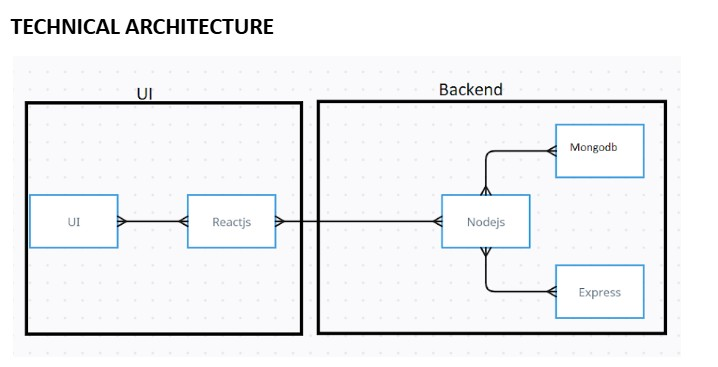 TECHNICAL ARCHITECTURE
UI
Backend
Mongodb
UI
Reactjs
Nodejs
Express